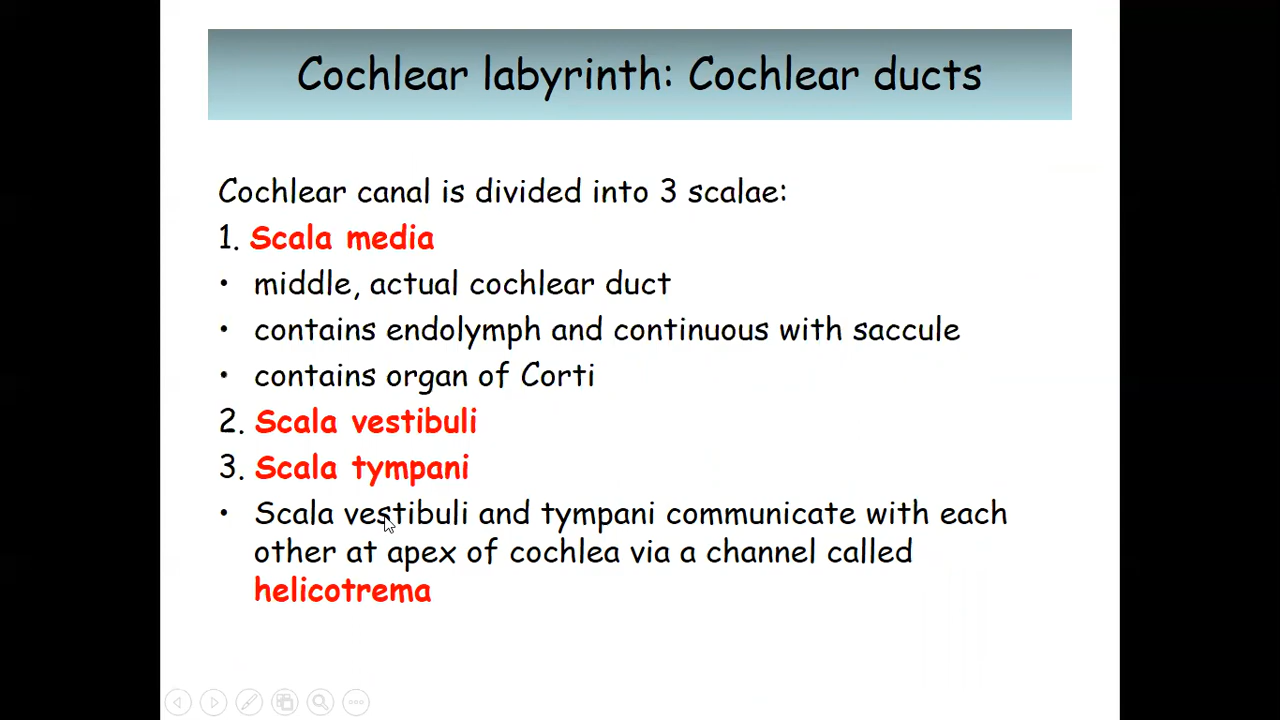 Cochlear labyrinth: Cochlear ducts
Cochlear canal is divided into 3 scalae:
1. Scala media
• middle, actual cochlear duct
• contains endolymph and continuous with saccule
• contains organ of Corti
2. Scala vestibuli
3. Scala tympani
• Scala vestibuli and tympani communicate with each
other at apex of cochlea via a channel called
helicotrema